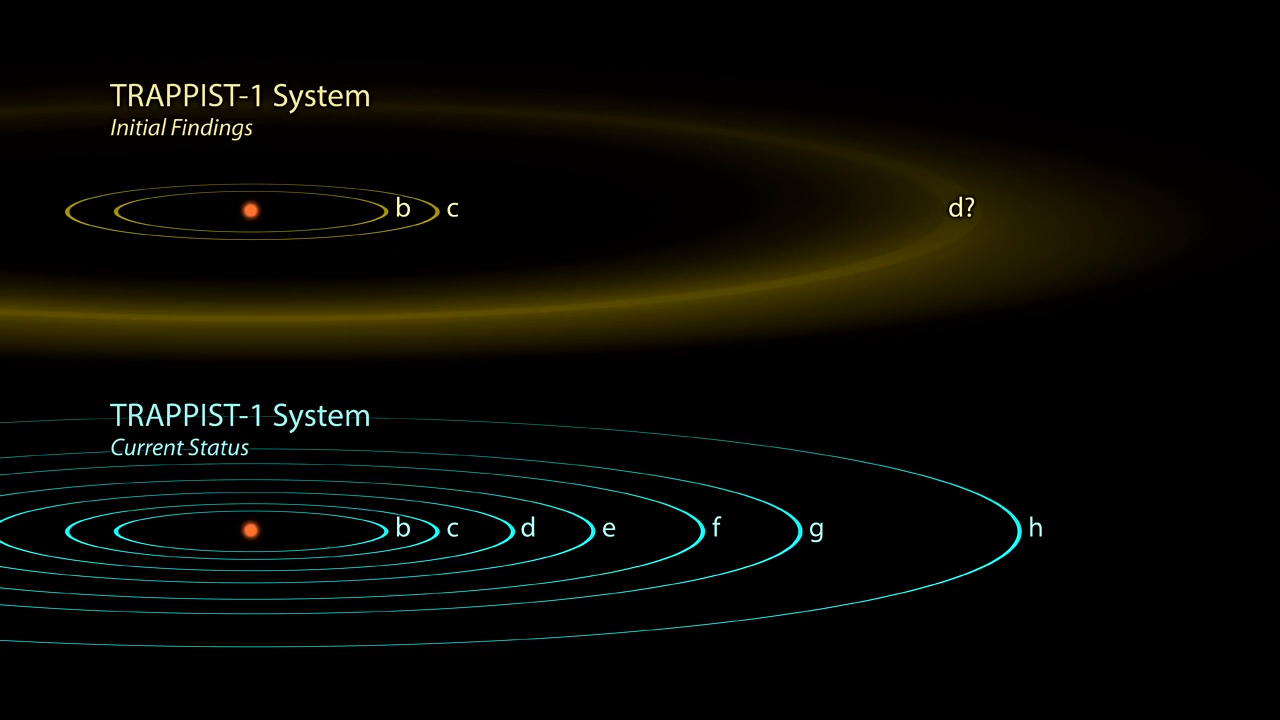 TRAPPIST-1 System
Initial Findings
b c d?
TRAPPIST-1 System
Current Status
b c d e f g h